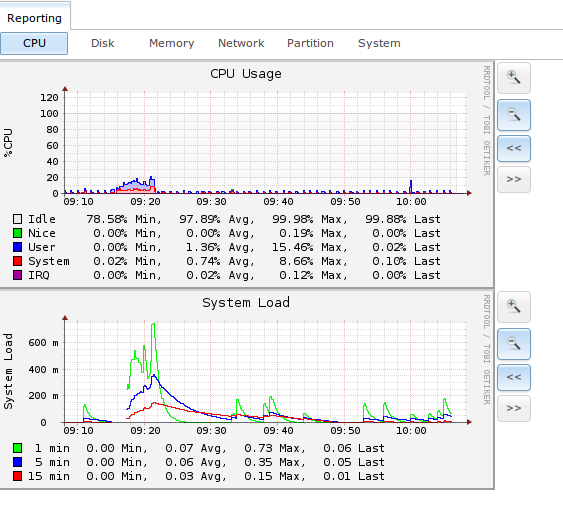 Reporting
CPU Disk Memory Network Partition System
CPU Usage
RRDTOOL / TOBI OETIKER
%CPU
120
100
80
60
40
20
0
09:10 09:20 09:30 09:40 09:50 10:00
Idle 78.58% Min, 97.89% Avg, 99.98% Max, 99.88% Last
Nice 0.00% Min, 0.00% Avg, 0.19% Max, 0.00% Last
User 0.00% Min, 1.36% Avg, 15.46% Max, 0.02% Last
System 0.02% Min, 0.74% Avg, 8.66% Max, 0.10% Last
IRQ 0.00% Min, 0.02% Avg, 0.12% Max, 0.00% Last
<<
>>
System Load
RRDTOOL / TOBI OETIKER
System Load
600 m
400 m
200 m
0
09:10 09:20 09:30 09:40 09:50 10:00
1 min 0.00 Min, 0.07 Avg, 0.73 Max, 0.06 Last
5 min 0.00 Min, 0.06 Avg, 0.35 Max, 0.05 Last
15 min 0.00 Min, 0.03 Avg, 0.15 Max, 0.01 Last
<<
>>